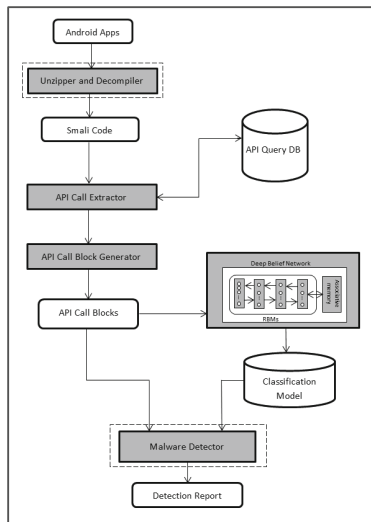 Android Apps
Unzipper and Decompiler
Smali Code
API Query DB
API Call Extractor
API Call Block Generator
Deep Belief Network
Associative
memory
RBMs
API Call Blocks
Classification
Model
Malware Detector
Detection Report